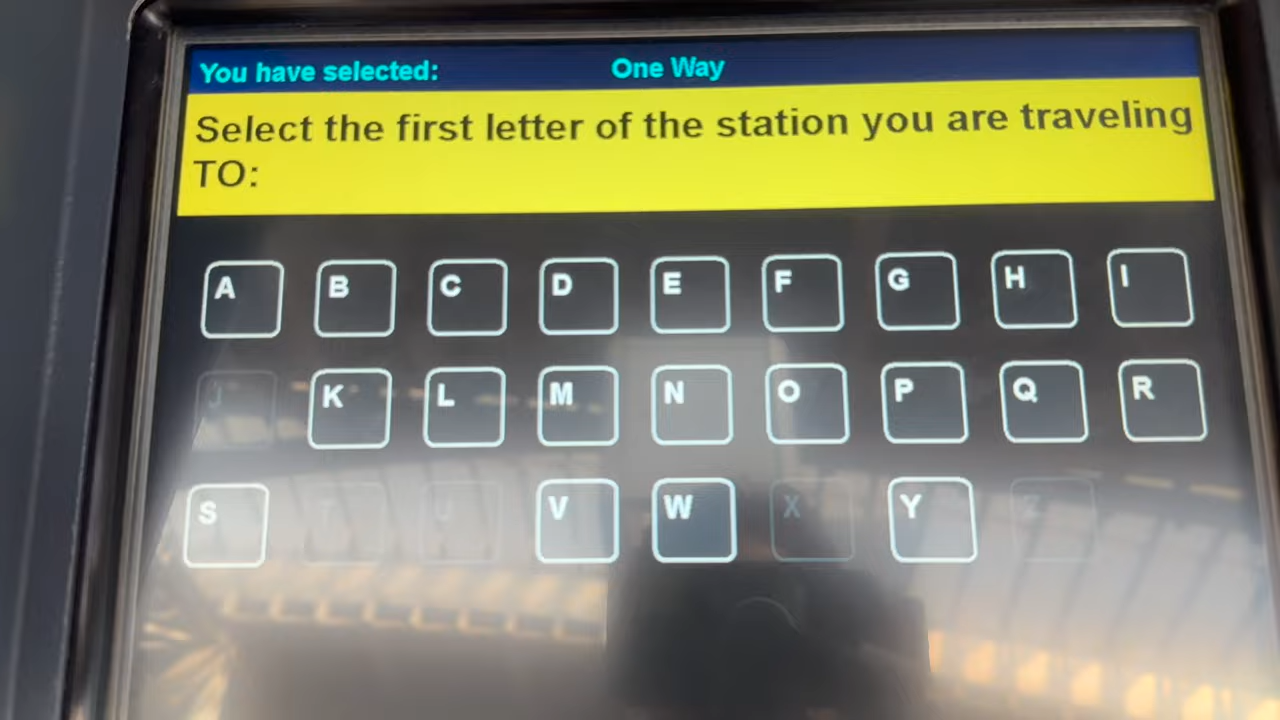 You have selected: One Way
Select the first letter of the station you are traveling
TO:
A B C D E F G H I
J K L M N O P Q R
S T U V W X Y Z